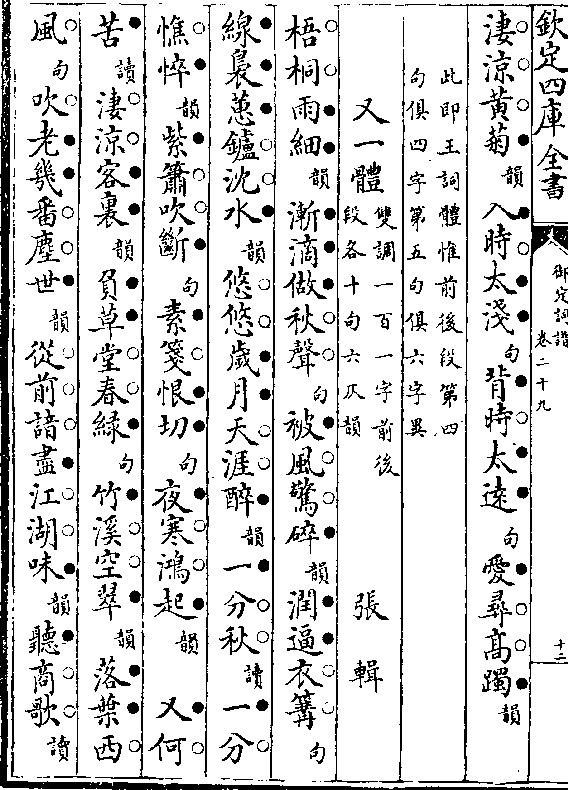 欽定四庫全書
御定詞譜
卷二十九
十二
淒涼黃菊韻入時太淺句背時太遠句愛尋高躅韻
此即王詞體惟前後段第四
句俱四字第五句俱六字異
又一體
雙調一百一字前後
段各十句六仄韻
張輯
梧桐雨細韻漸滴做秋聲句被風驚碎韻潤逼衣篝句
線裊蕙鑪沈水韻悠悠歲月天涯醉韻一分秋讀一分
憔悴韻紫簫吹斷句素箋恨切句夜寒鴻起韻又何
苦讀淒涼客裏韻負草堂春綠句竹溪空翠韻落葉西
風句吹老幾番塵世韻從前諳盡江湖味韻聽商歌讀